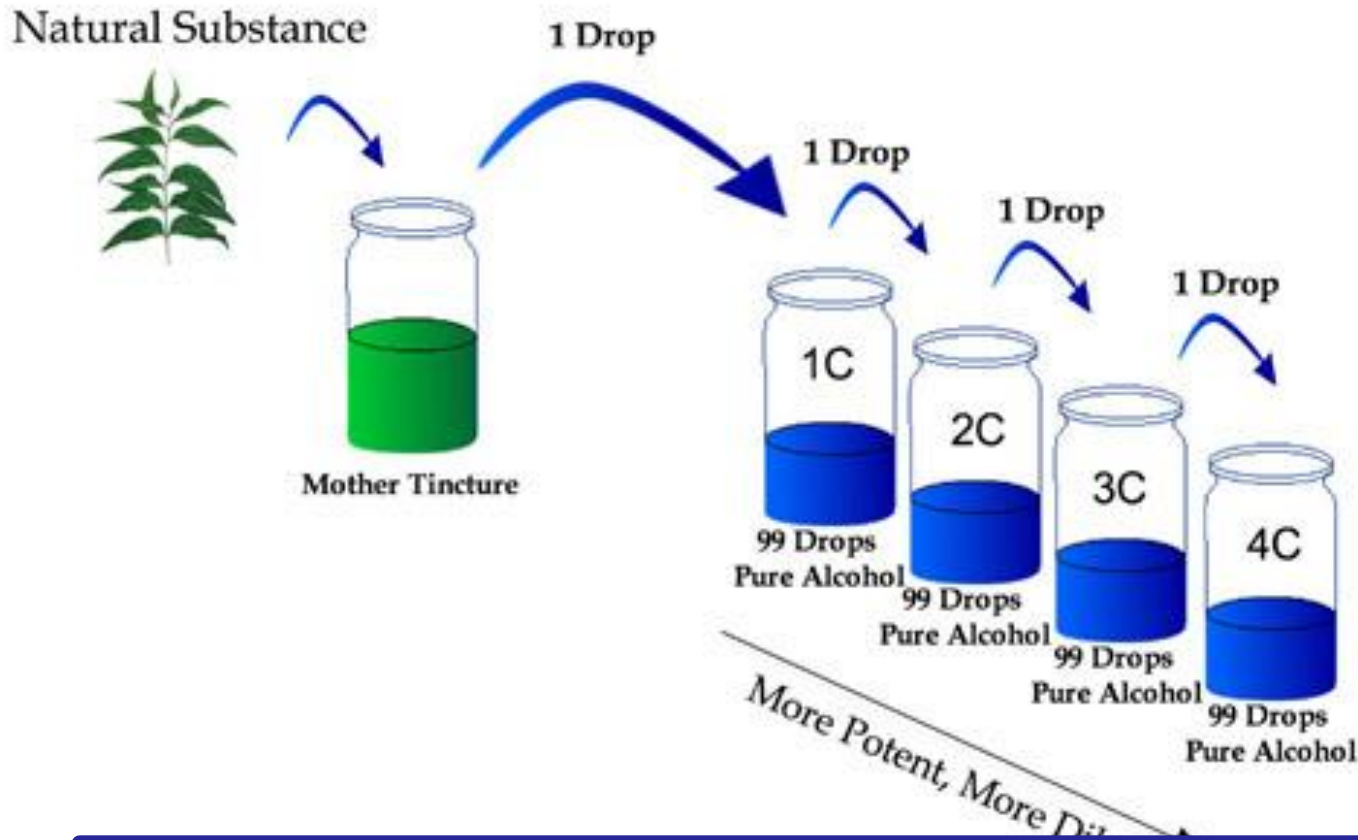 Natural Substance
1 Drop
1 Drop
1 Drop
1 Drop
Mother Tincture
1C
99 Drops
Pure Alcohol
2C
99 Drops
Pure Alcohol
3C
99 Drops
Pure Alcohol
4C
99 Drops
Pure Alcohol
More Potent, More